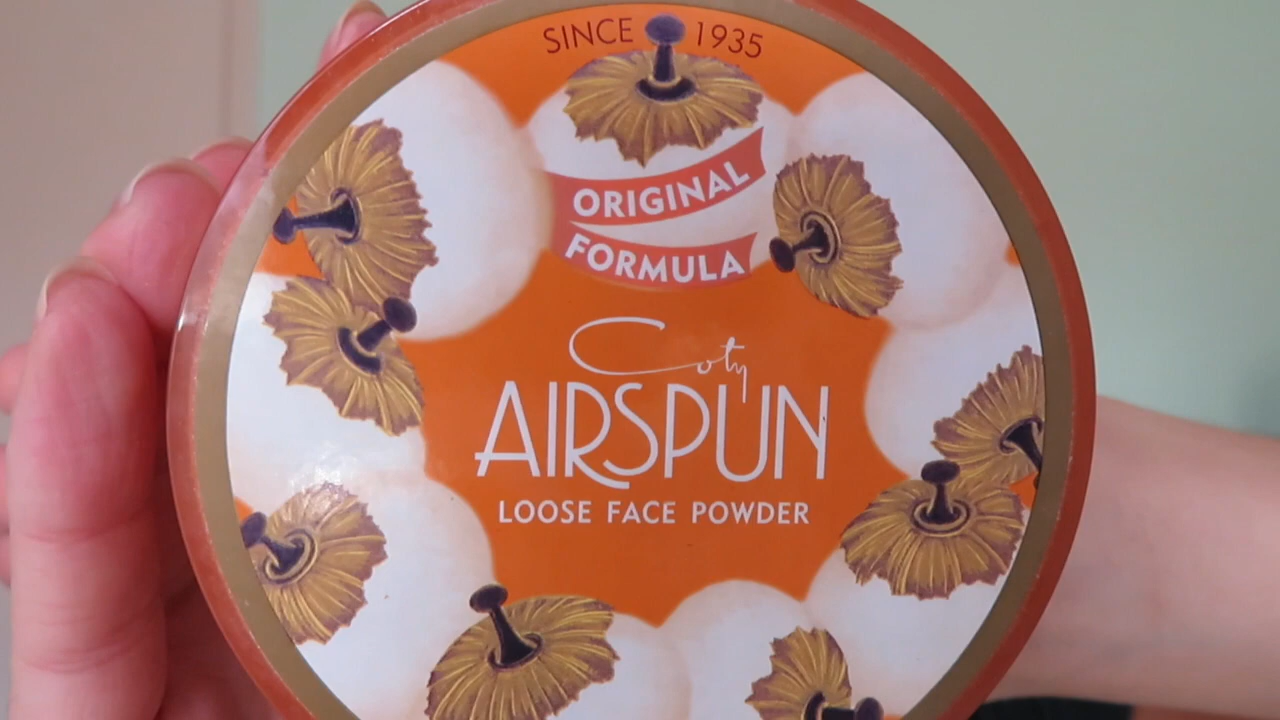 SINCE 1935
ORIGINAL
FORMULA
Coty
AIRSPUN
LOOSE FACE POWDER